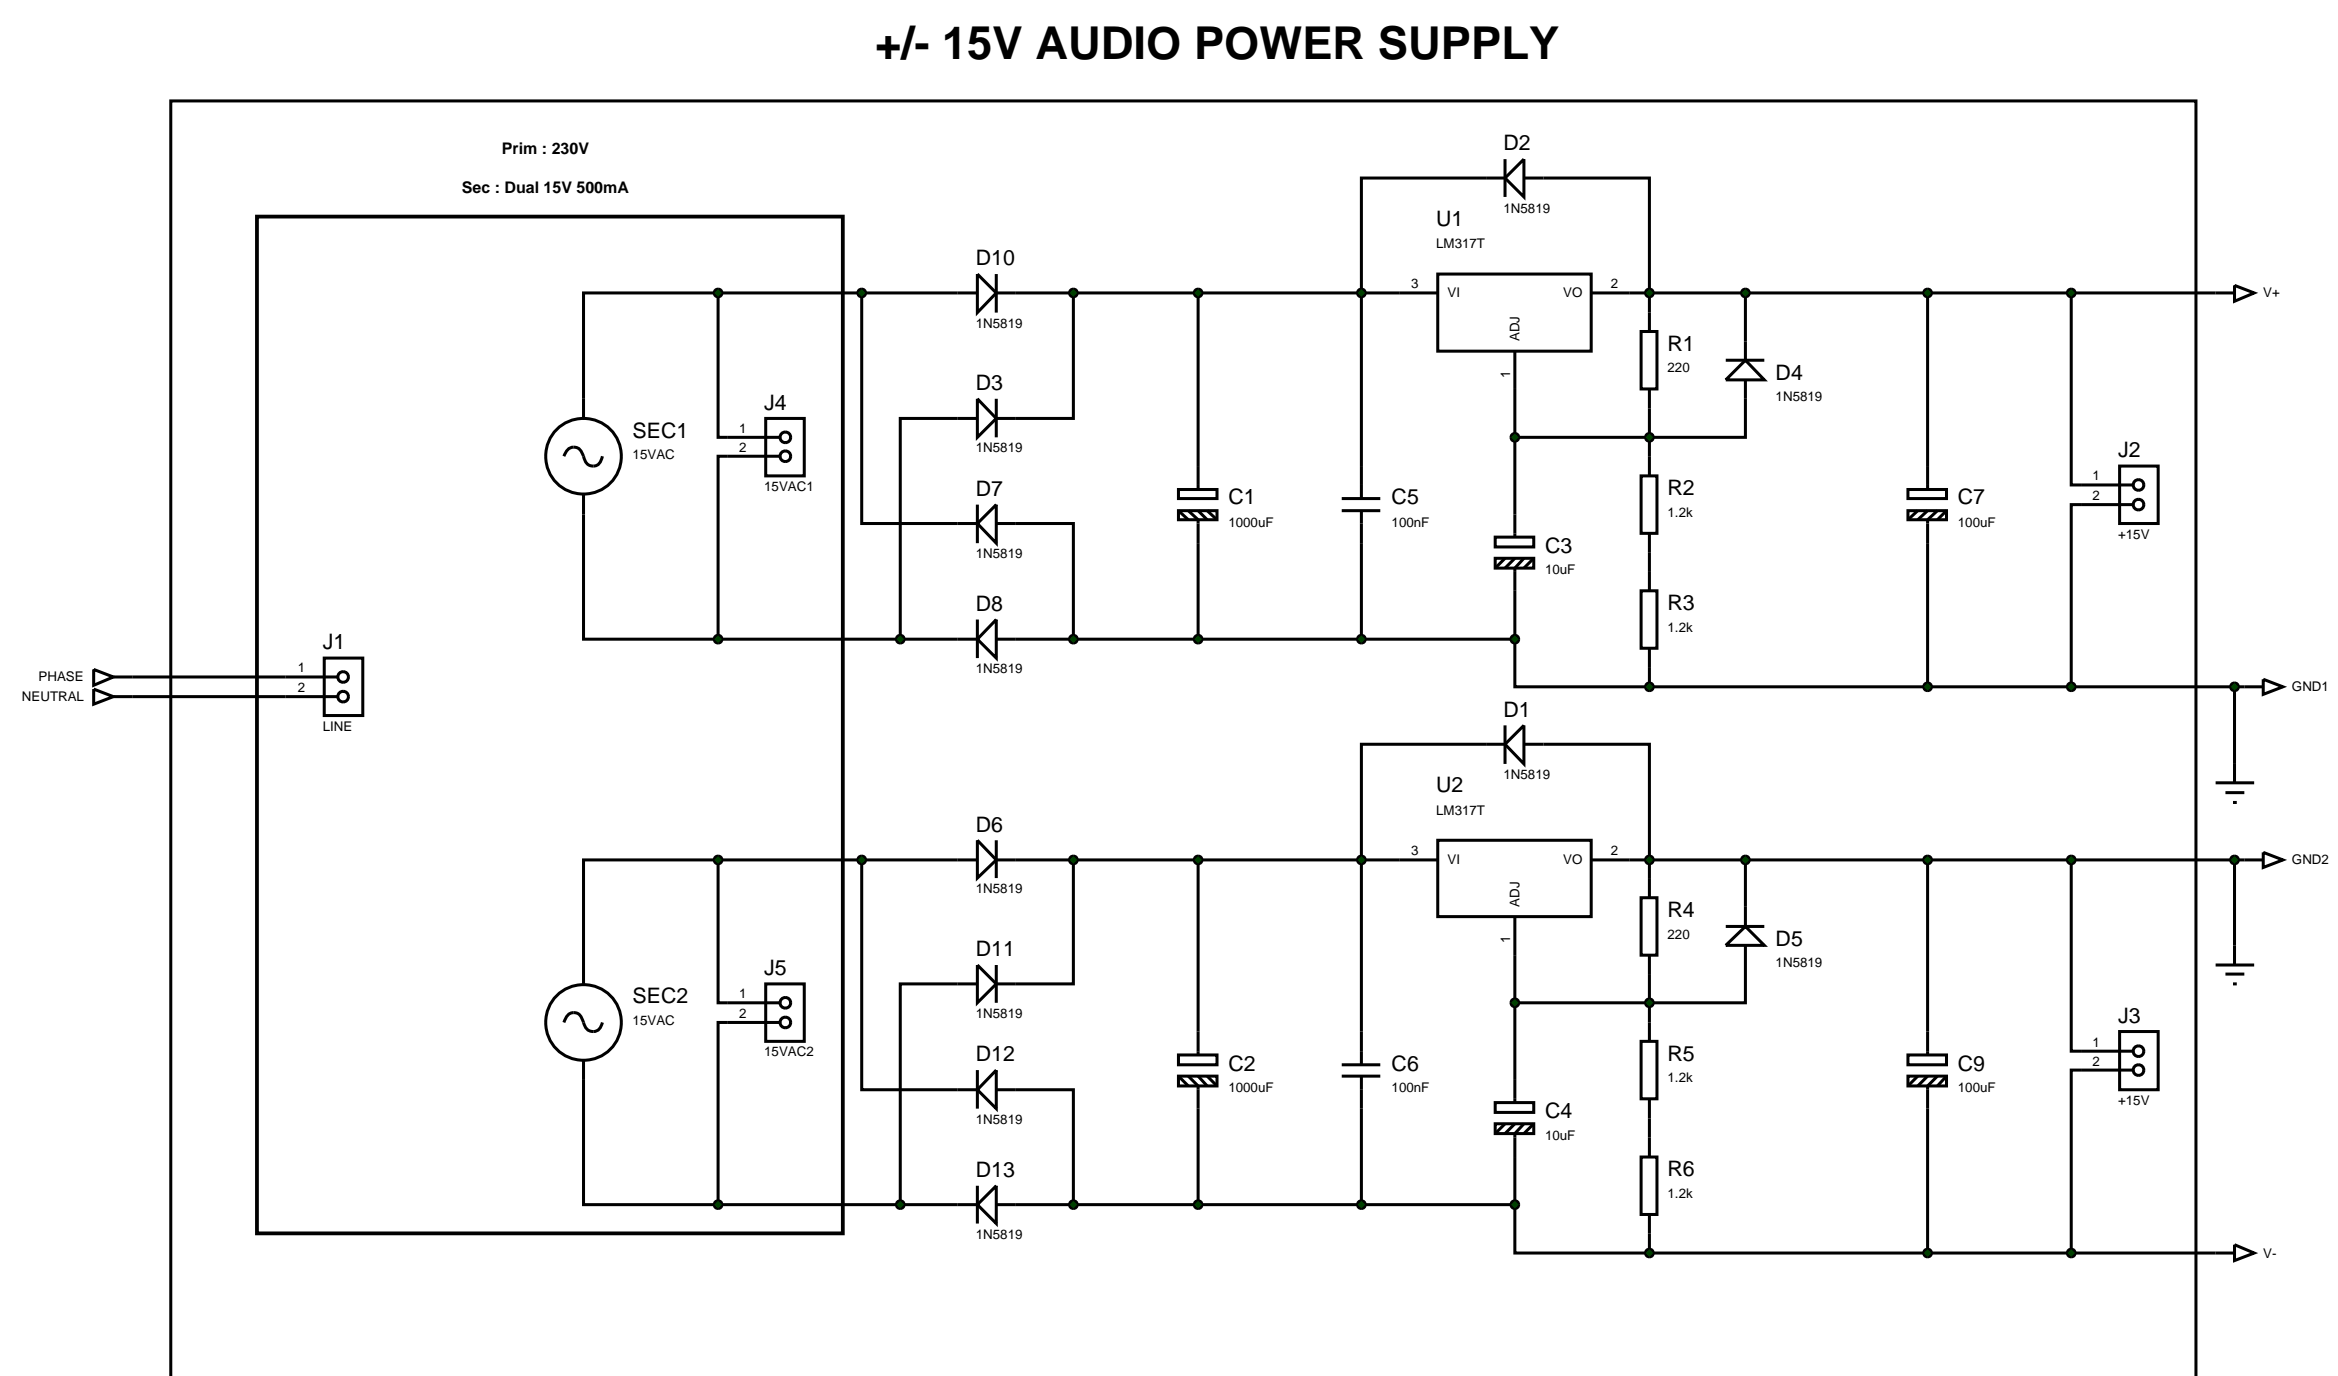 +/- 15V AUDIO POWER SUPPLY
Prim : 230V
Sec : Dual 15V 500mA
D2
1N5819
U1
LM317T
D10
1N5819
3
VI
VO
2
ADJ
1
V+
R1
220
D4
1N5819
D3
1N5819
J4
1
2
15VAC1
SEC1
15VAC
D7
1N5819
C1
1000uF
C5
100nF
R2
1.2k
C7
100uF
J2
1
2
+15V
C3
10uF
D8
1N5819
R3
1.2k
J1
PHASE
1
NEUTRAL
2
LINE
GND1
D1
1N5819
U2
LM317T
D6
1N5819
3
VI
VO
2
ADJ
1
GND2
R4
220
D5
1N5819
D11
1N5819
J5
1
2
15VAC2
SEC2
15VAC
D12
1N5819
C2
1000uF
C6
100nF
R5
1.2k
C9
100uF
J3
1
2
+15V
C4
10uF
D13
1N5819
R6
1.2k
V-